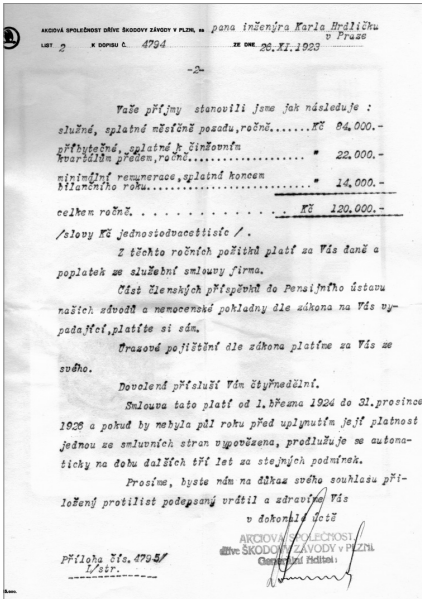 AKCIOVÁ SPOLEČNOST DŘÍVE ŠKODOVY ZÁVODY V PLZNI, pana inženýra Karla Hrdličku
v Praze
LIST 2 K DOPISU Č. 4794 ZE DNE 26.XI.1923
-2-
Vaše příjmy stanovili jsme jak následuje :
služné, splatné měsíčně pozadu, ročně.......Kč 84.000.-
příbytečné, splatné k činžovním
kvartálům předem, ročně............... " 22.000.-
minimální remunerace, splatná koncem
bilančního roku....................... " 14.000.-
celkem ročně. . . . . . . . . . . . Kč 120.000.-
/slovy Kč jednostodvacettisíc /.
Z těchto ročních požitků platí za Vás daně a
poplatek ze služební smlouvy firma.
Část členských příspěvků do Pensijního ústavu
našich závodů a nemocenské pokladny dle zákona na Vás vy-
padající, platíte si sám.
Úrazové pojištění dle zákona platíme za Vás ze
svého.
Dovolená přísluší Vám čtyřnedělní.
Smlouva tato platí od 1. března 1924 do 31. prosince
1926 a pokud by nebyla půl roku před uplynutím její platnosti
jednou ze smluvních stran vypovězena, prodlužuje se automa-
ticky na dobu dalších tří let za stejných podmínek.
Prosíme, byste nám na důkaz svého souhlasu při-
ložený protilist podepsaný vrátil a zdravíme Vás
v dokonalé úctě
AKCIOVÁ SPOLEČNOST
dříve ŠKODOVY ZÁVODY V PLZNI.
Generální ředitel:
Příloha čís. 4795/
I/str.